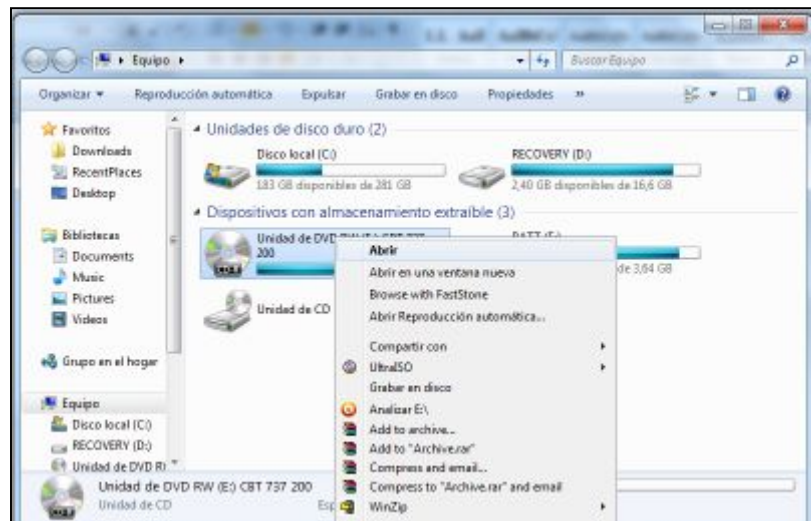 Equipo
Buscar Equipo
Organizar Reproducción automática Expulsar Grabar en disco Propiedades »
Favoritos
Downloads
RecentPlaces
Desktop
Bibliotecas
Documents
Music
Pictures
Videos
Grupo en el hogar
Equipo
Disco local (C:)
RECOVERY (D:)
Unidad de DVD R
Unidades de disco duro (2)
Disco local (C:)
183 GB disponibles de 281 GB
RECOVERY (D:)
2,40 GB disponibles de 16,6 GB
Dispositivos con almacenamiento extraíble (3)
Unidad de DVD RW (E:) CBT 737
200
de 3,64 GB
Unidad de CD
Abrir
Abrir en una ventana nueva
Browse with FastStone
Abrir Reproducción automática...
Compartir con
UltraISO
Grabar en disco
Analizar E:\
Add to archive...
Add to "Archive.rar"
Compress and email...
Compress to "Archive.rar" and email
WinZip
Unidad de DVD RW (E:) CBT 737 200
Unidad de CD